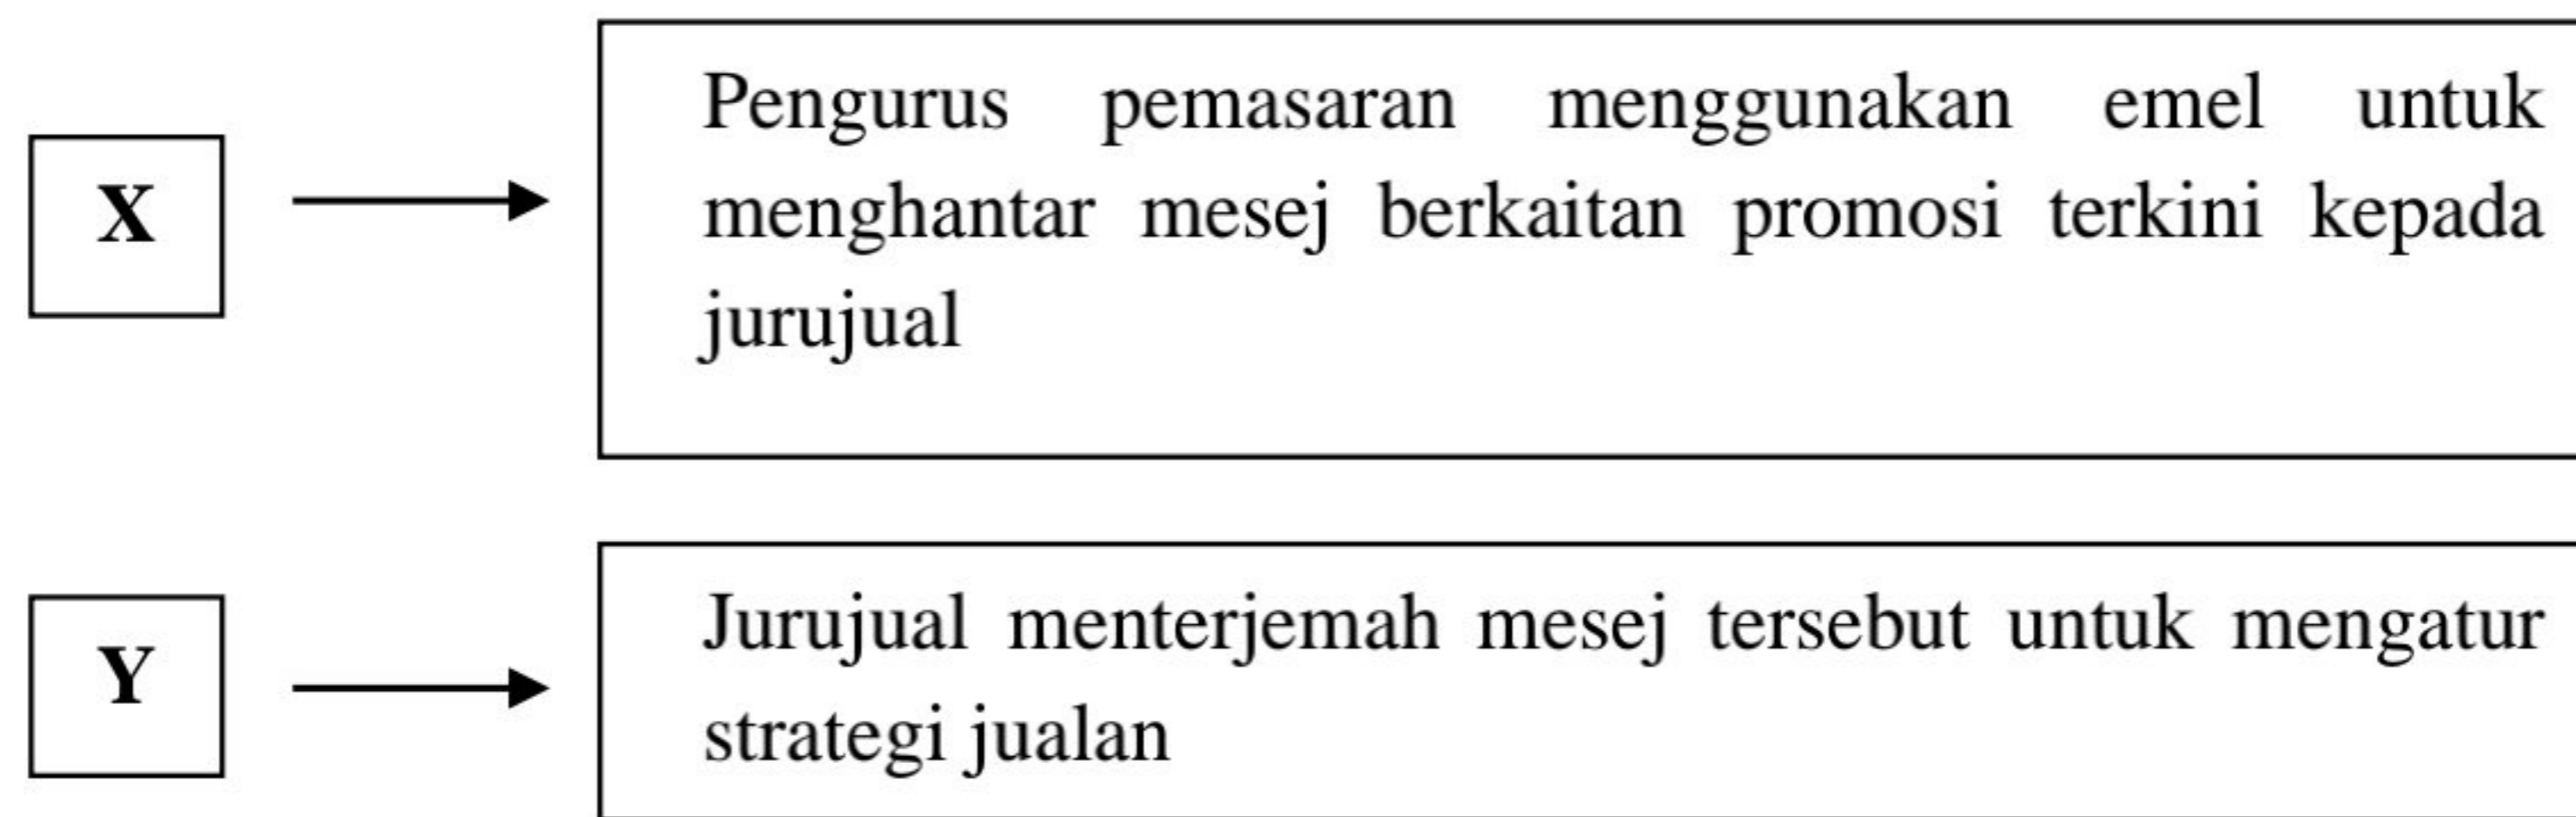 X
Pengurus pemasaran menggunakan emel untuk
menghantar mesej berkaitan promosi terkini kepada
jurujual
Y
Jurujual menterjemah mesej tersebut untuk mengatur
strategi jualan